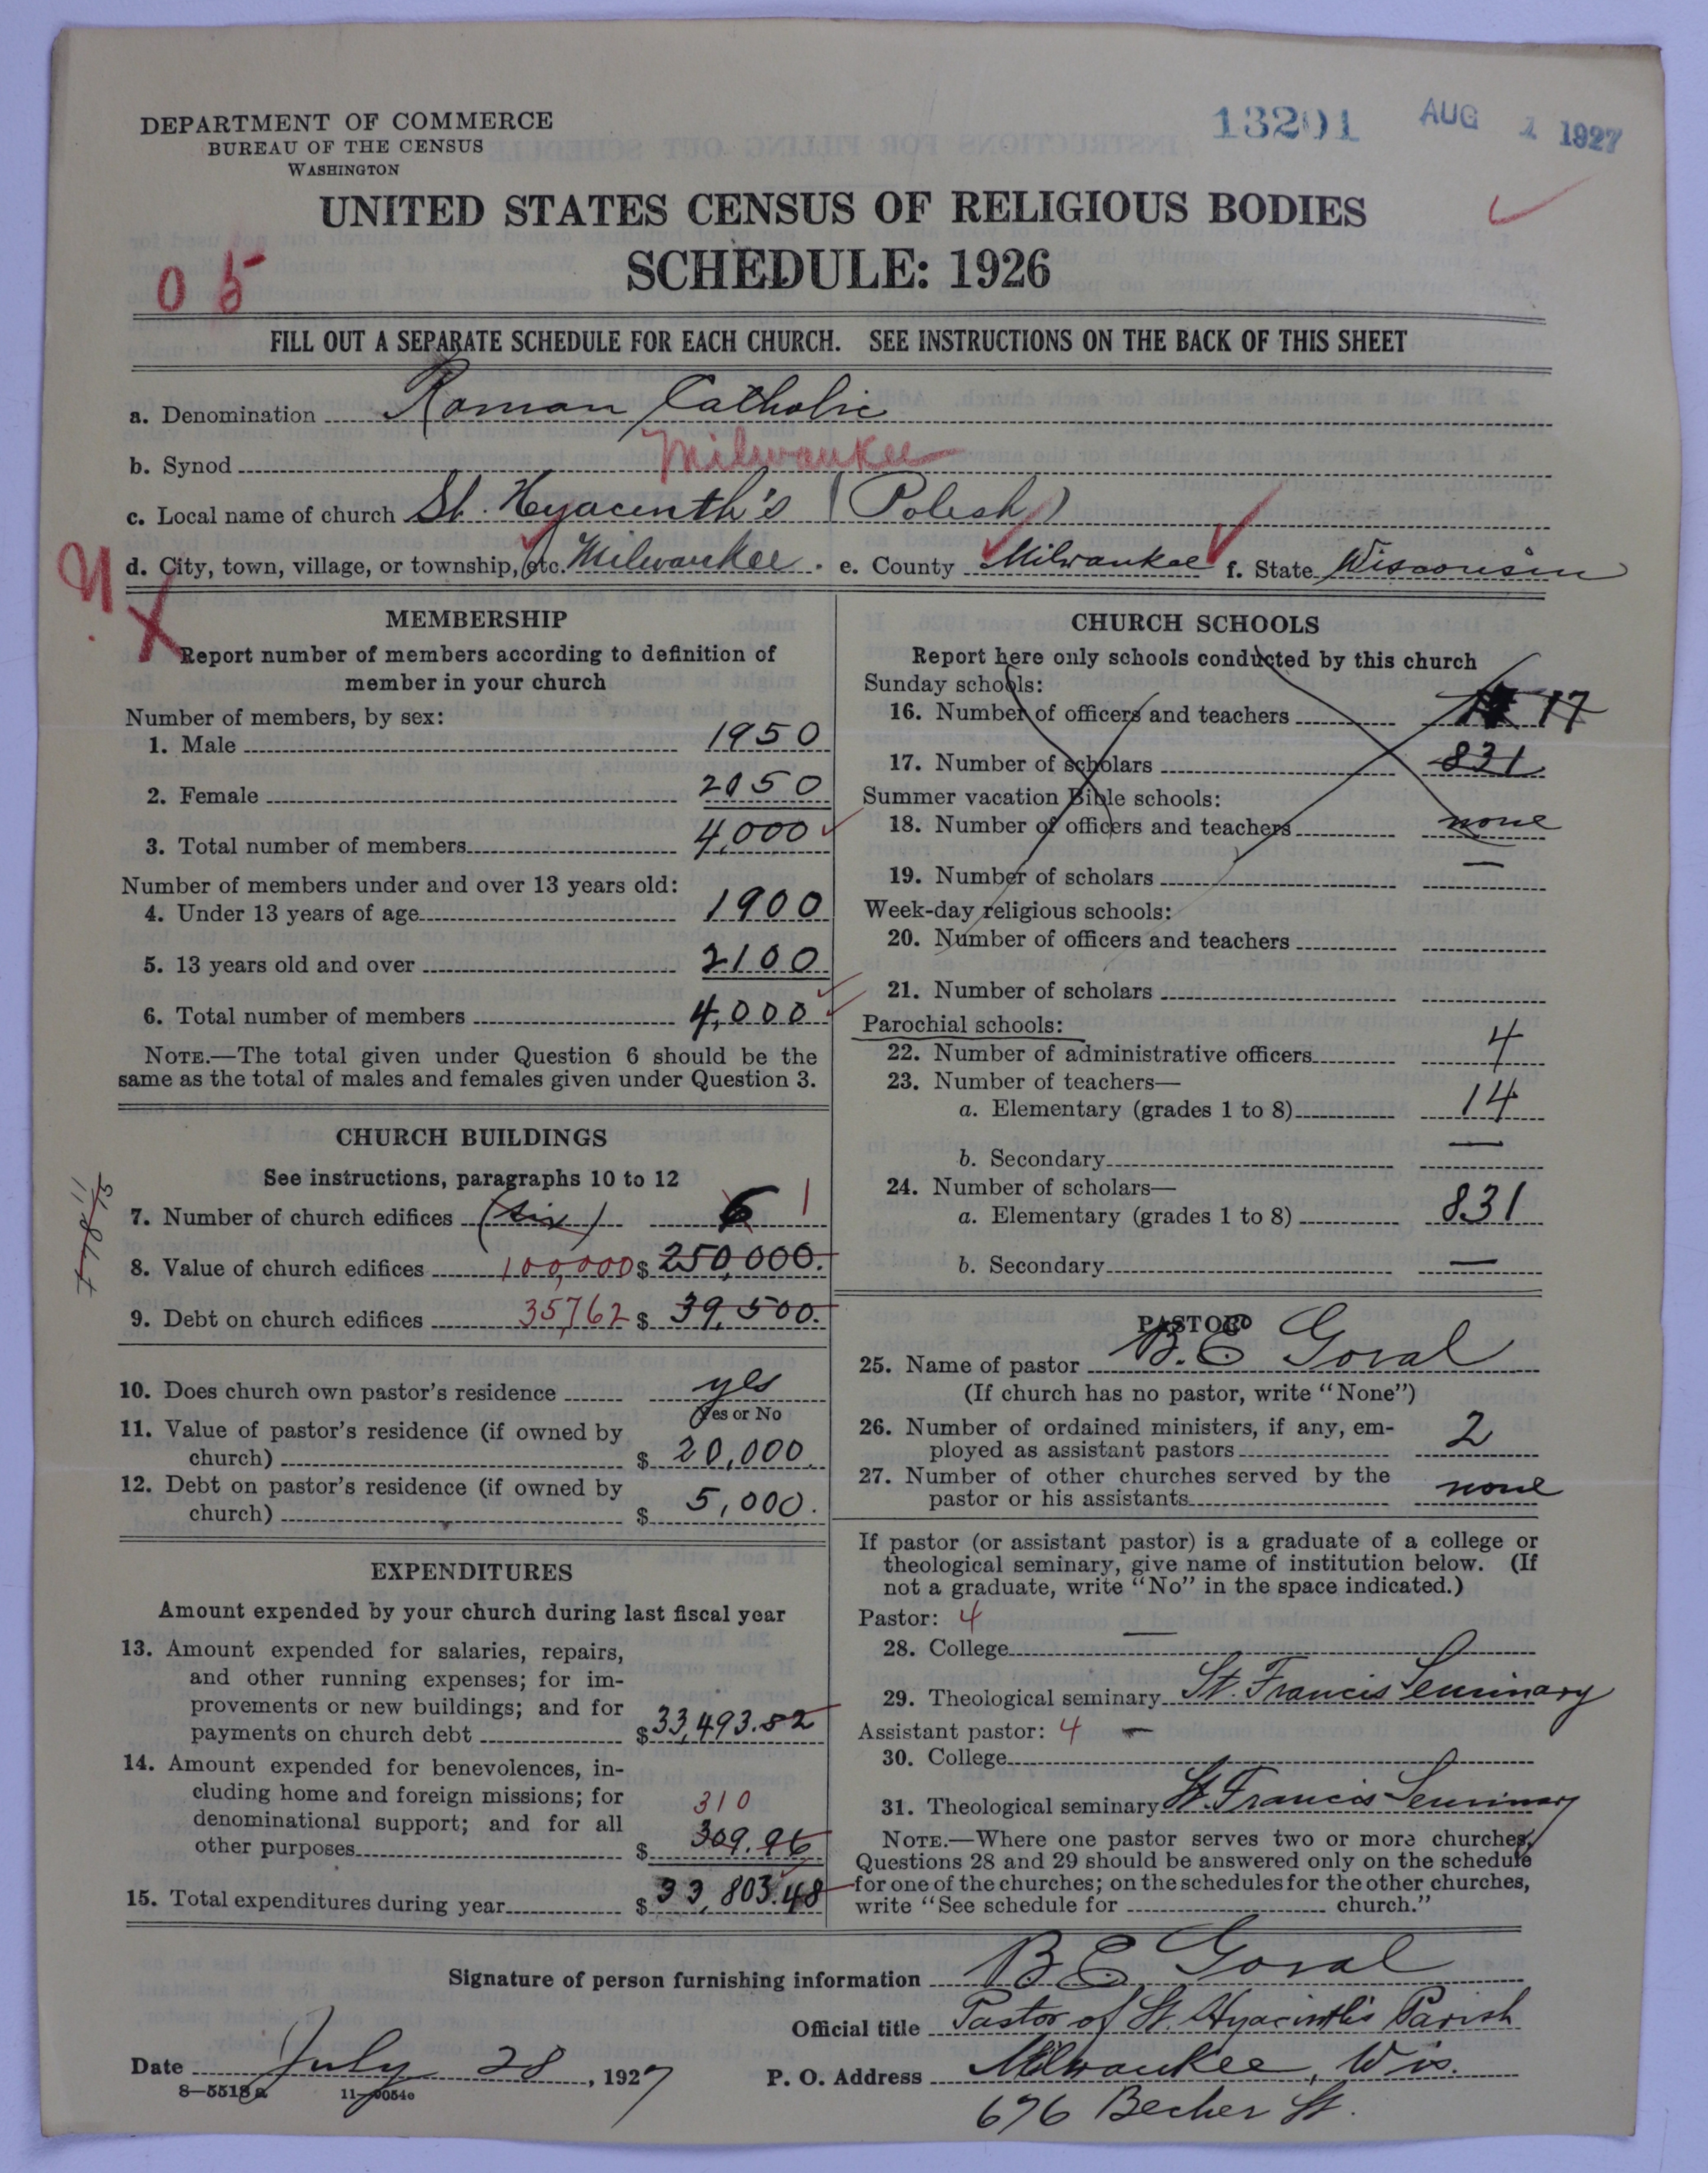 DEPARTMENT OF COMMERCE
BUREAU OF THE CENSUS
WASHINGTON
13201 AUG 1 1927
UNITED STATES CENSUS OF RELIGIOUS BODIES
SCHEDULE: 1926
0 5
FILL OUT A SEPARATE SCHEDULE FOR EACH CHURCH. SEE INSTRUCTIONS ON THE BACK OF THIS SHEET
a. Denomination Roman Catholic
b. Synod Milwaukee
c. Local name of church St. Hyacinth's (Polish)
d. City, town, village, or township, etc. Milwaukee. e. County Milwaukee f. State Wisconsin
MEMBERSHIP
Report number of members according to definition of
member in your church
Number of members, by sex:
1. Male 1950
2. Female 2050
3. Total number of members 4,000
Number of members under and over 13 years old:
4. Under 13 years of age 1900
5. 13 years old and over 2100
6. Total number of members 4,000
NOTE.—The total given under Question 6 should be the
same as the total of males and females given under Question 3.
CHURCH BUILDINGS
See instructions, paragraphs 10 to 12
7. Number of church edifices (six) 6 1
8. Value of church edifices 100,000 $ 250,000.
9. Debt on church edifices 35,762 $ 39,500.
10. Does church own pastor's residence yes
(Yes or No
11. Value of pastor's residence (if owned by
church) $ 20,000.
12. Debt on pastor's residence (if owned by
church) $ 5,000.
EXPENDITURES
Amount expended by your church during last fiscal year
13. Amount expended for salaries, repairs,
and other running expenses; for im-
provements or new buildings; and for
payments on church debt $ 33,493.52
14. Amount expended for benevolences, in-
cluding home and foreign missions; for
denominational support; and for all 310
other purposes $ 309.96
15. Total expenditures during year $ 33,803.48
CHURCH SCHOOLS
Report here only schools conducted by this church
Sunday schools:
16. Number of officers and teachers 17
17. Number of scholars 831
Summer vacation Bible schools:
18. Number of officers and teachers none
19. Number of scholars —
Week-day religious schools:
20. Number of officers and teachers
21. Number of scholars
Parochial schools:
22. Number of administrative officers 4
23. Number of teachers—
a. Elementary (grades 1 to 8) 14
b. Secondary —
24. Number of scholars—
a. Elementary (grades 1 to 8) 831
b. Secondary —
PASTOR
25. Name of pastor B. E. Goral
(If church has no pastor, write "None")
26. Number of ordained ministers, if any, em-
ployed as assistant pastors 2
27. Number of other churches served by the
pastor or his assistants none
If pastor (or assistant pastor) is a graduate of a college or
theological seminary, give name of institution below. (If
not a graduate, write "No" in the space indicated.)
Pastor: 4
28. College —
29. Theological seminary St. Francis Seminary
Assistant pastor: 4 —
30. College
31. Theological seminary St. Francis Seminary
NOTE.—Where one pastor serves two or more churches,
Questions 28 and 29 should be answered only on the schedule
for one of the churches; on the schedules for the other churches,
write "See schedule for church."
Signature of person furnishing information B E Goral
Official title Pastor of St. Hyacinth's Parish
Date July 28, 1927 P. O. Address Milwaukee, Wis.
8—5518a 11—9054c
676 Becher St.